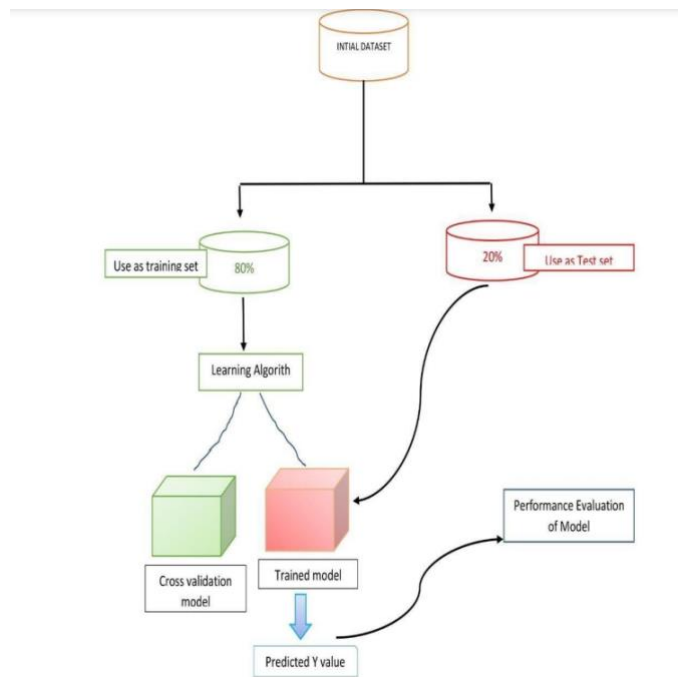 INTIAL DATASET
Use as training set
80%
20%
Use as Test set
Learning Algorith
Cross validation
model
Trained model
Performance Evaluation
of Model
Predicted Y value